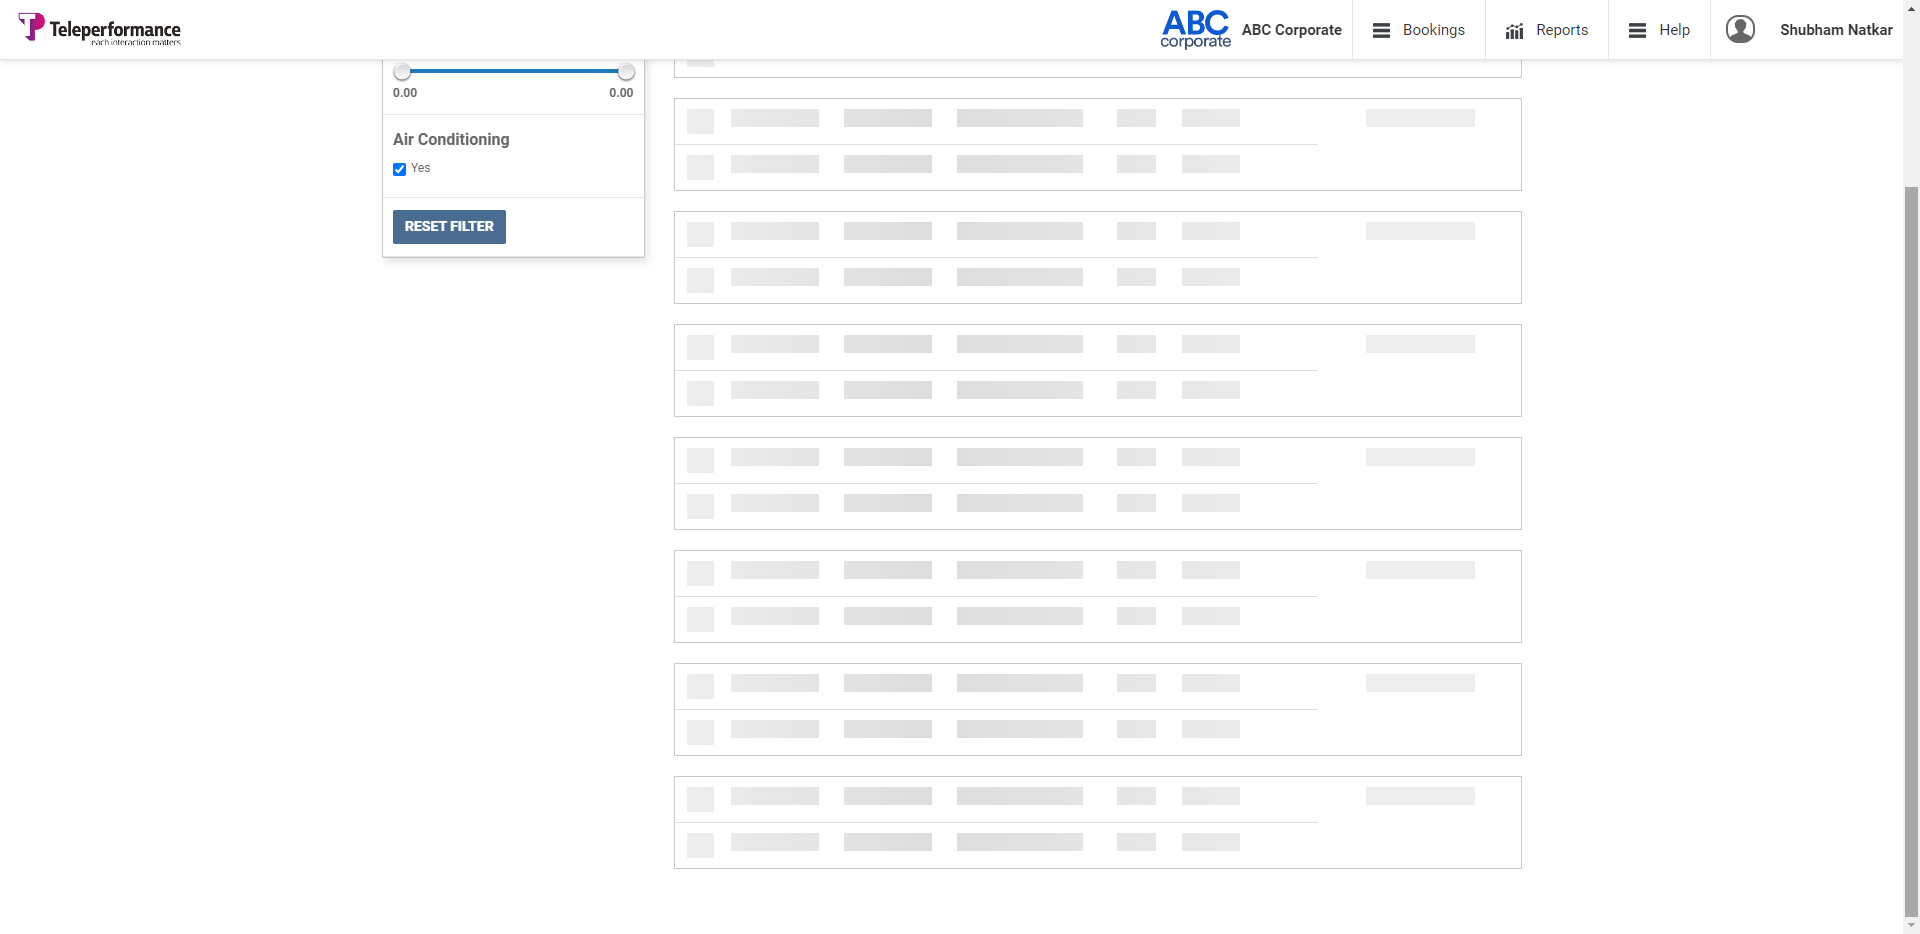 Teleperformance
each interaction matters
ABC
corporate
ABC Corporate
Bookings
Reports
Help
Shubham Natkar
0.00
0.00
Air Conditioning
Yes
RESET FILTER